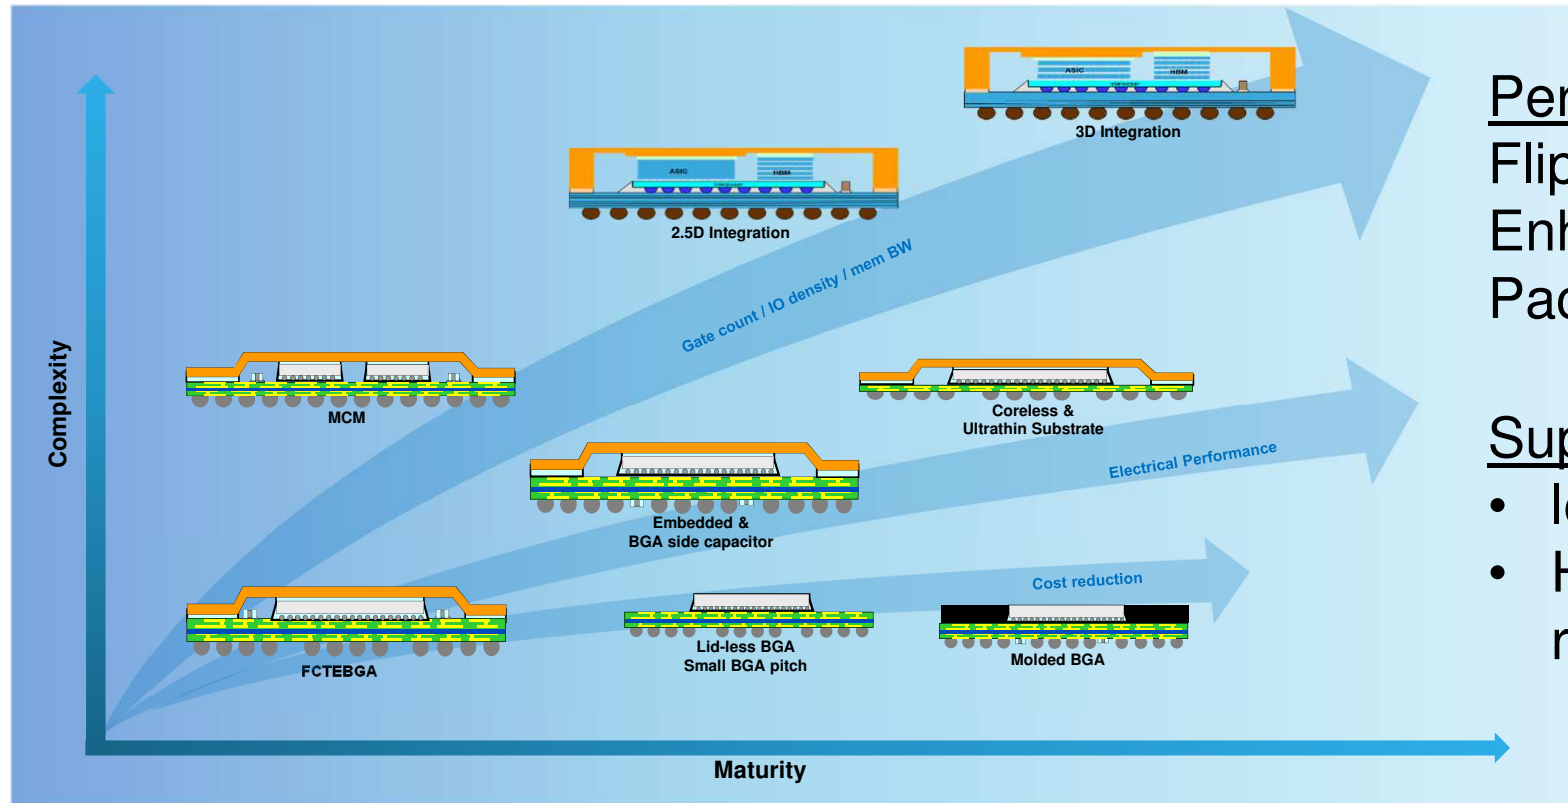 ASIC
HBM
Interposer
3D Integration
ASIC
HBM
Interposer
2.5D Integration
Gate count / IO density / mem BW
Complexity
MCM
Coreless &
Ultrathin Substrate
Electrical Performance
Embedded &
BGA side capacitor
Cost reduction
FCTEBGA
Lid-less BGA
Small BGA pitch
Molded BGA
Maturity
Flip